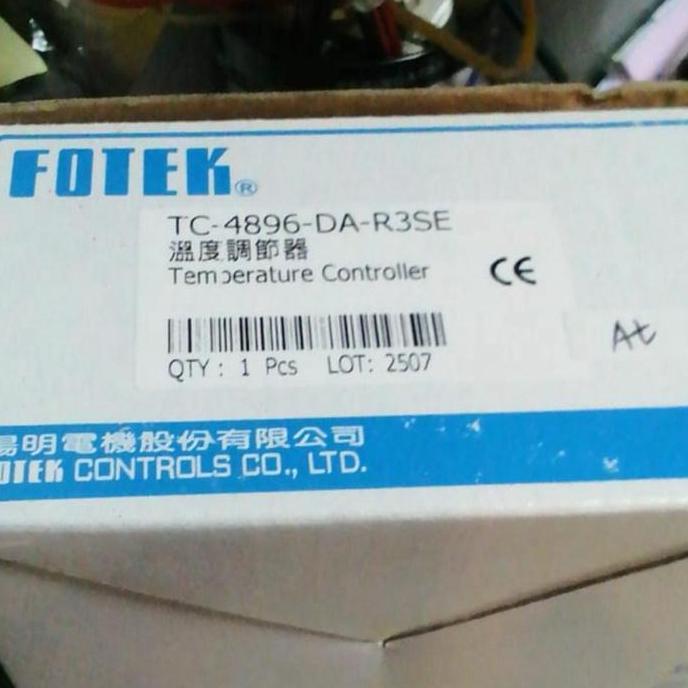 FOTEK®
TC-4896-DA-R3SE
溫度調節器
Temperature Controller
CE
QTY : 1 Pcs LOT: 2507
At
陽明電機股份有限公司
FOTEK CONTROLS CO., LTD.